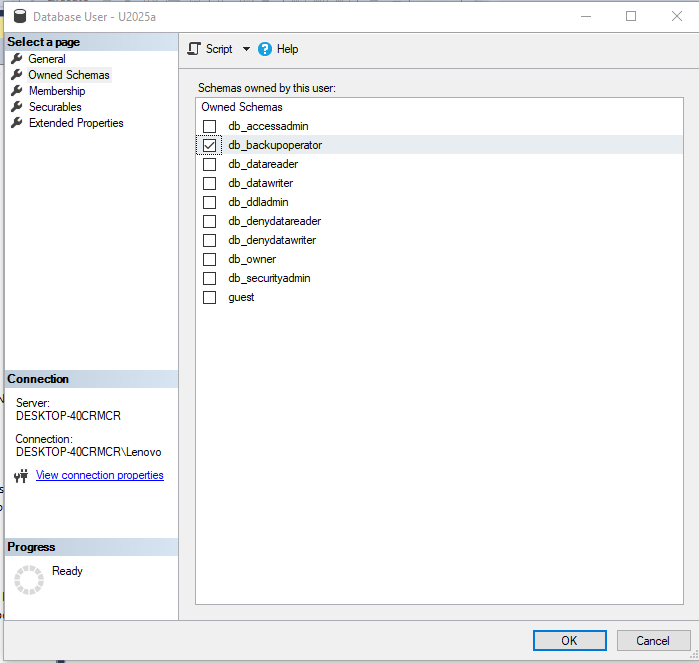 Database User - U2025a
Select a page
General
Owned Schemas
Membership
Securables
Extended Properties
Script
Help
Schemas owned by this user:
Owned Schemas
db_accessadmin
db_backupoperator
db_datareader
db_datawriter
db_ddladmin
db_denydatareader
db_denydatawriter
db_owner
db_securityadmin
guest
Connection
Server:
DESKTOP-40CRMCR
Connection:
DESKTOP-40CRMCR\Lenovo
View connection properties
Progress
Ready
OK
Cancel